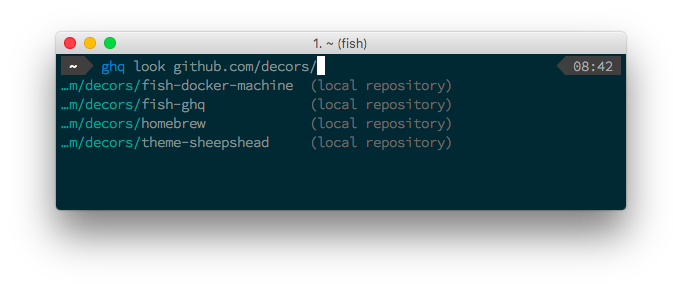 1. ~ (fish)
~ ghq look github.com/decors/ 08:42
…m/decors/fish-docker-machine (local repository)
…m/decors/fish-ghq (local repository)
…m/decors/homebrew (local repository)
…m/decors/theme-sheepshead (local repository)